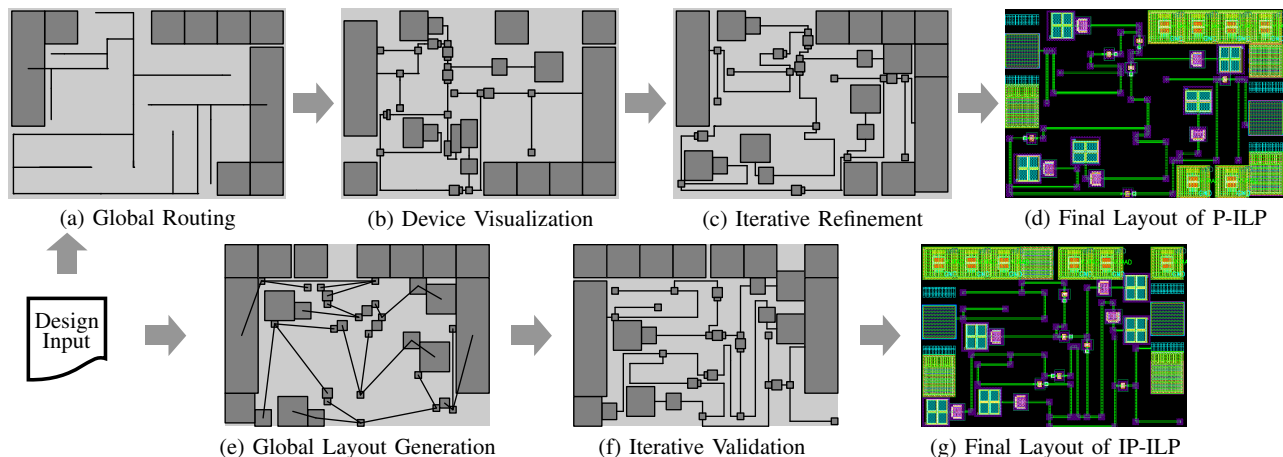 (a) Global Routing
(b) Device Visualization
(c) Iterative Refinement
(d) Final Layout of P-ILP
Design
Input
(e) Global Layout Generation
(f) Iterative Validation
(g) Final Layout of IP-ILP